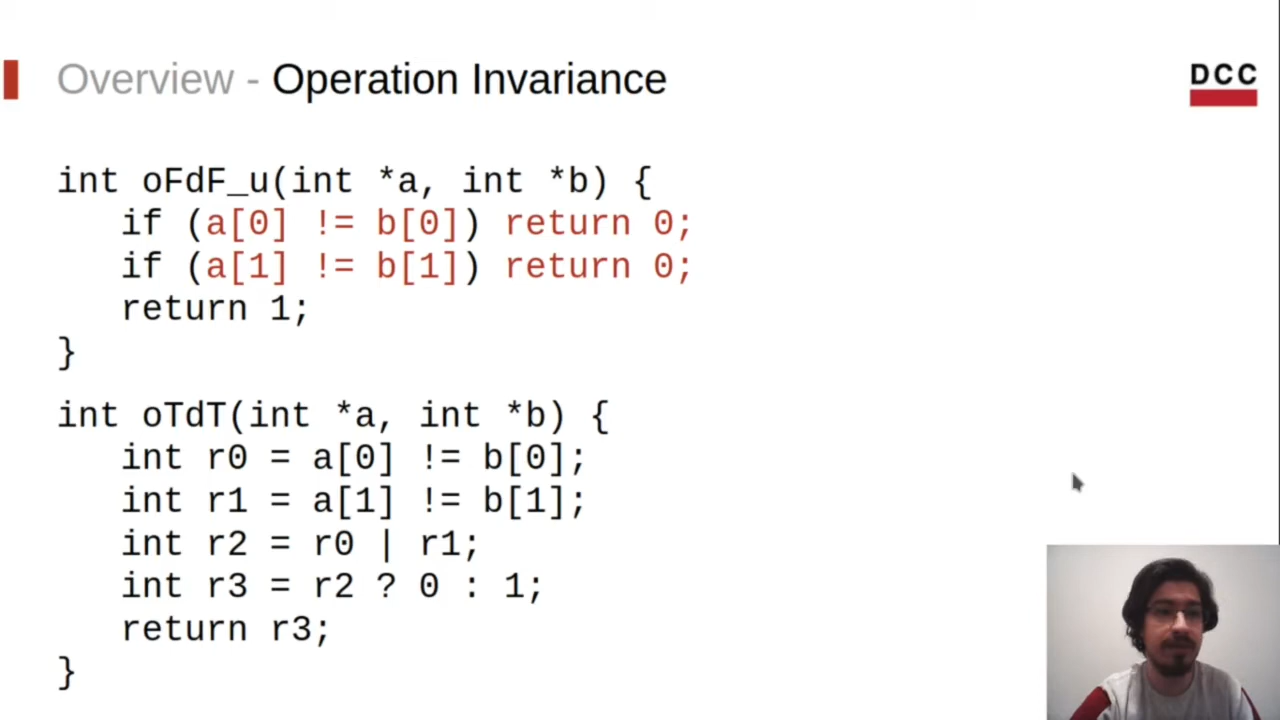 Overview - Operation Invariance
DCC
int oFdF_u(int *a, int *b) {
if (a[0] != b[0]) return 0;
if (a[1] != b[1]) return 0;
return 1;
}
int oTdT(int *a, int *b) {
int r0 = a[0] != b[0];
int r1 = a[1] != b[1];
int r2 = r0 | r1;
int r3 = r2 ? 0 : 1;
return r3;
}